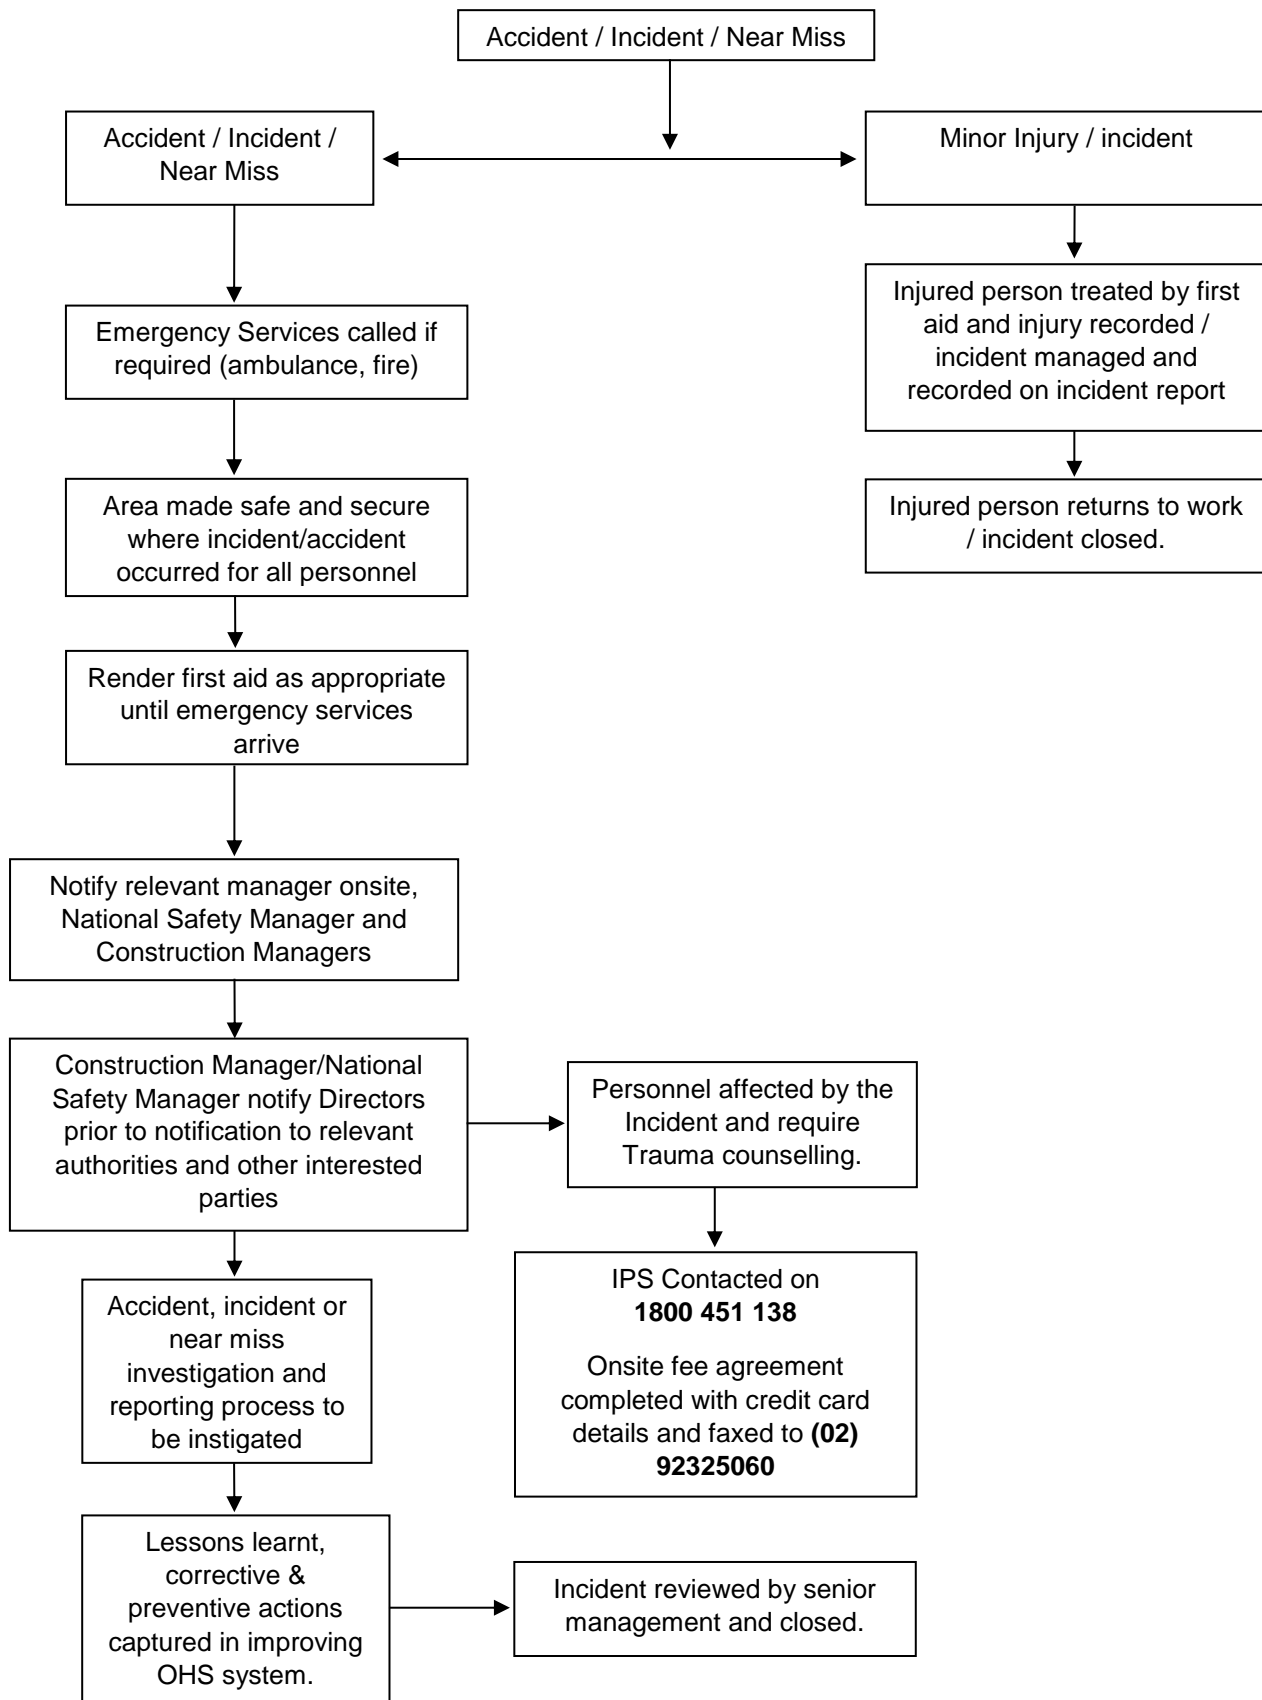 Accident / Incident / Near Miss
Accident / Incident /
Near Miss
Minor Injury / incident
Emergency Services called if
required (ambulance, fire)
Injured person treated by first
aid and injury recorded /
incident managed and
recorded on incident report
Area made safe and secure
where incident/accident
occurred for all personnel
Injured person returns to work
/ incident closed.
Render first aid as appropriate
until emergency services
arrive
Notify relevant manager onsite,
National Safety Manager and
Construction Managers
Construction Manager/National
Safety Manager notify Directors
prior to notification to relevant
authorities and other interested
parties
Personnel affected by the
Incident and require
Trauma counselling.
IPS Contacted on
1800 451 138
Onsite fee agreement
completed with credit card
details and faxed to (02)
92325060
Accident, incident or
near miss
investigation and
reporting process to
be instigated
Lessons learnt,
corrective &
preventive actions
captured in improving
OHS system.
Incident reviewed by senior
management and closed.